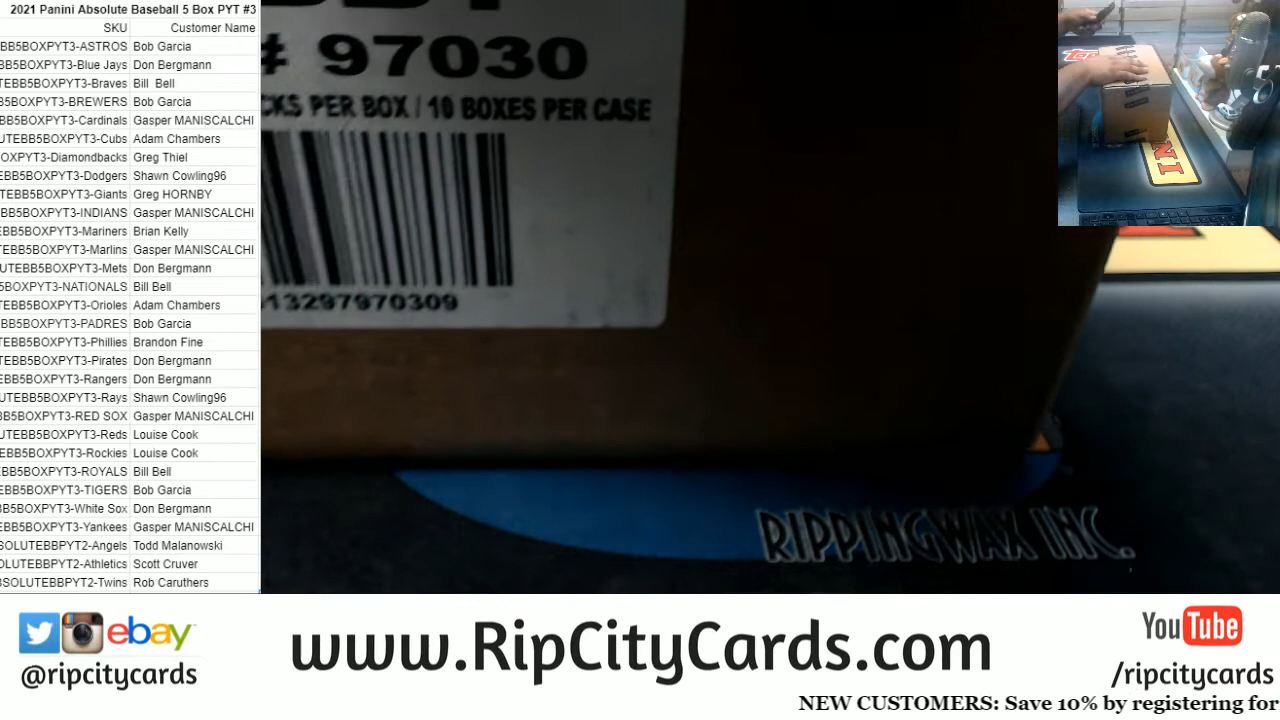 2021 Panini Absolute Baseball 5 Box PYT #3
SKU Customer Name
EBB5BOXPYT3-ASTROS Bob Garcia
BB5BOXPYT3-Blue Jays Don Bergmann
TEBB5BOXPYT3-Braves Bill Bell
B5BOXPYT3-BREWERS Bob Garcia
BB5BOXPYT3-Cardinals Gasper MANISCALCHI
UTEBB5BOXPYT3-Cubs Adam Chambers
OXPYT3-Diamondbacks Greg Thiel
EBB5BOXPYT3-Dodgers Shawn Cowling96
TEBB5BOXPYT3-Giants Greg HORNBY
EBB5BOXPYT3-INDIANS Gasper MANISCALCHI
EBB5BOXPYT3-Mariners Brian Kelly
TEBB5BOXPYT3-Marlins Gasper MANISCALCHI
UTEBB5BOXPYT3-Mets Don Bergmann
5BOXPYT3-NATIONALS Bill Bell
TEBB5BOXPYT3-Orioles Adam Chambers
EBB5BOXPYT3-PADRES Bob Garcia
TEBB5BOXPYT3-Phillies Brandon Fine
TEBB5BOXPYT3-Pirates Don Bergmann
EBB5BOXPYT3-Rangers Don Bergmann
UTEBB5BOXPYT3-Rays Shawn Cowling96
BB5BOXPYT3-RED SOX Gasper MANISCALCHI
UTEBB5BOXPYT3-Reds Louise Cook
EBB5BOXPYT3-Rockies Louise Cook
EBB5BOXPYT3-ROYALS Bill Bell
EBB5BOXPYT3-TIGERS Bob Garcia
BB5BOXPYT3-White Sox Don Bergmann
EBB5BOXPYT3-Yankees Gasper MANISCALCHI
SOLUTEBBPYT2-Angels Todd Malanowski
OLUTEBBPYT2-Athletics Scott Cruver
BSOLUTEBBPYT2-Twins Rob Caruthers
# 97030
CKS PER BOX / 10 BOXES PER CASE
13297970309
RIPPINGWAX INC.
ebay
@ripcitycards
www.RipCityCards.com
YouTube
/ripcitycards
NEW CUSTOMERS: Save 10% by registering for